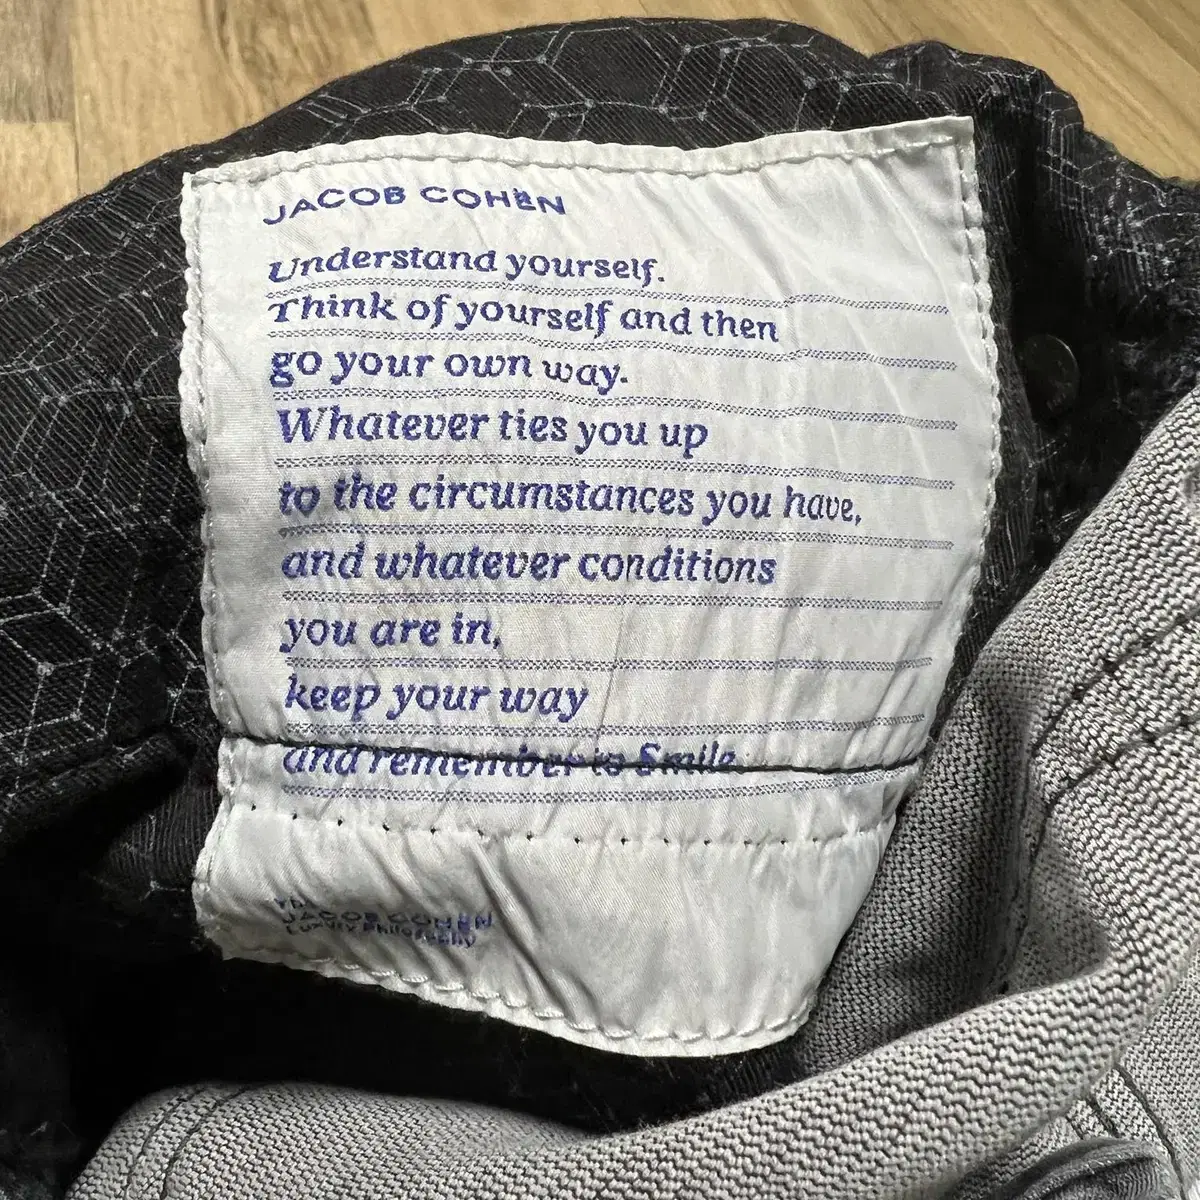 JACOB COHËN
Understand yourself.
Think of yourself and then
go your own way.
Whatever ties you up
to the circumstances you have,
and whatever conditions
you are in,
keep your way
and remember to Smile.
The
JACOB COHËN
Luxury Philosophy